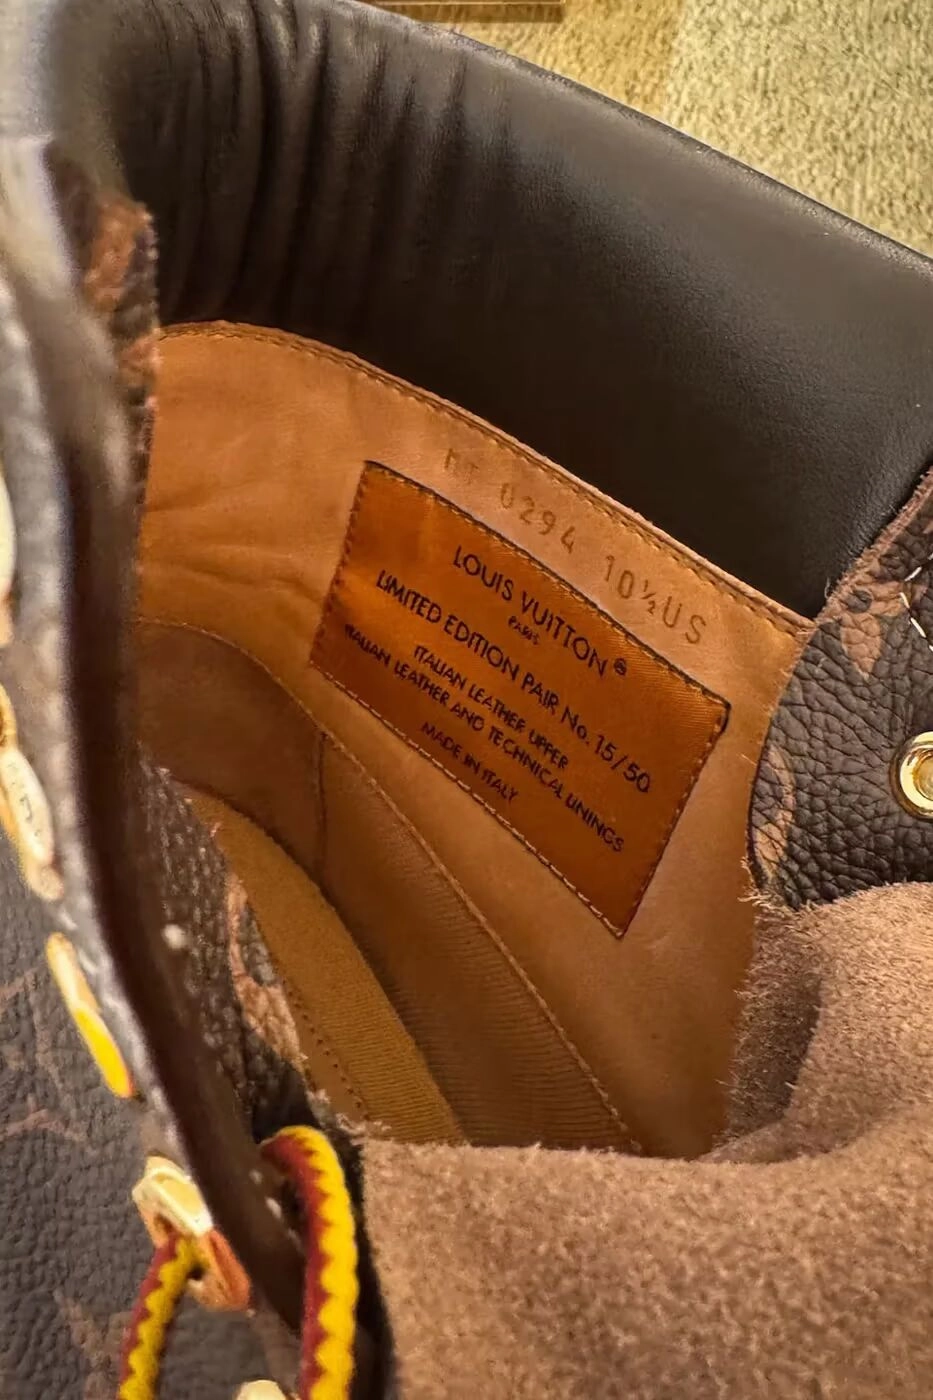 0294 10½US
LOUIS VUITTON®
PARIS
LIMITED EDITION PAIR No. 15/50
ITALIAN LEATHER UPPER
ITALIAN LEATHER AND TECHNICAL LININGS
MADE IN ITALY